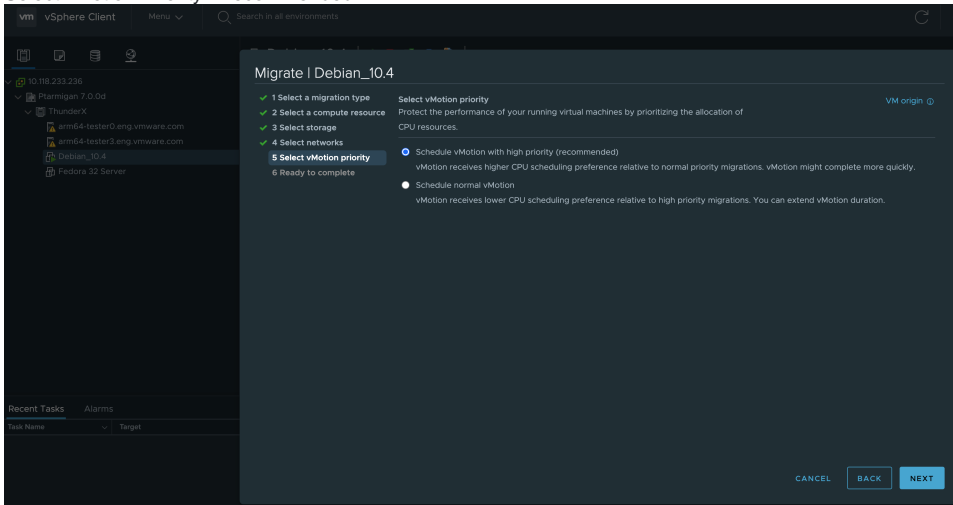 vm vSphere Client Menu Search in all environments
10.118.233.236
Ptarmigan 7.0.0d
ThunderX
arm64-tester0.eng.vmware.com
arm64-tester3.eng.vmware.com
Debian_10.4
Fedora 32 Server
Migrate | Debian_10.4
1 Select a migration type
2 Select a compute resource
3 Select storage
4 Select networks
5 Select vMotion priority
6 Ready to complete
Select vMotion priority
VM origin
Protect the performance of your running virtual machines by prioritizing the allocation of
CPU resources.
Schedule vMotion with high priority (recommended)
vMotion receives higher CPU scheduling preference relative to normal priority migrations. vMotion might complete more quickly.
Schedule normal vMotion
vMotion receives lower CPU scheduling preference relative to high priority migrations. You can extend vMotion duration.
Recent Tasks Alarms
Task Name Target
CANCEL BACK NEXT